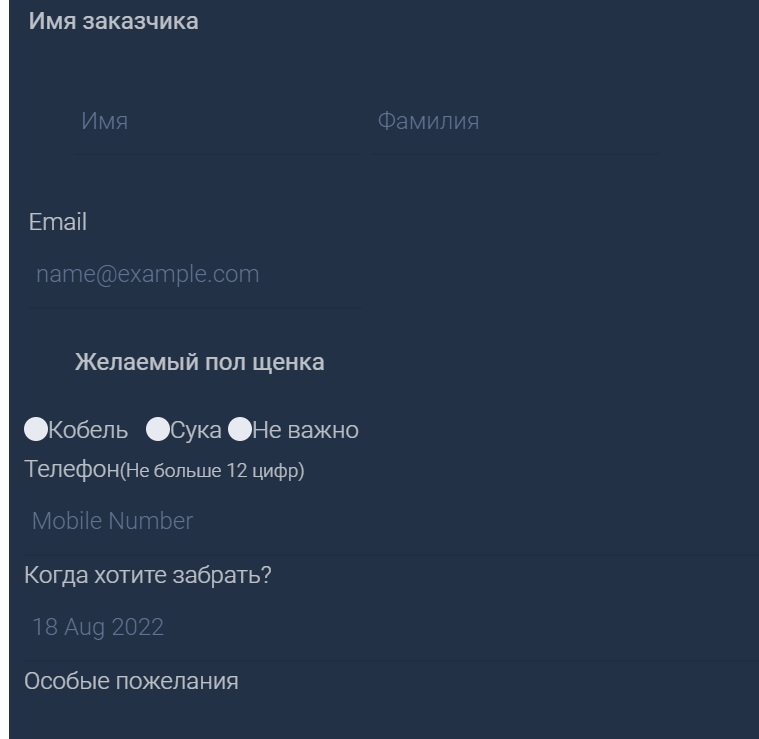 Имя заказчика
Имя Фамилия
Email
name@example.com
Желаемый пол щенка
Кобель Сука Не важно
Телефон(Не больше 12 цифр)
Mobile Number
Когда хотите забрать?
18 Aug 2022
Особые пожелания